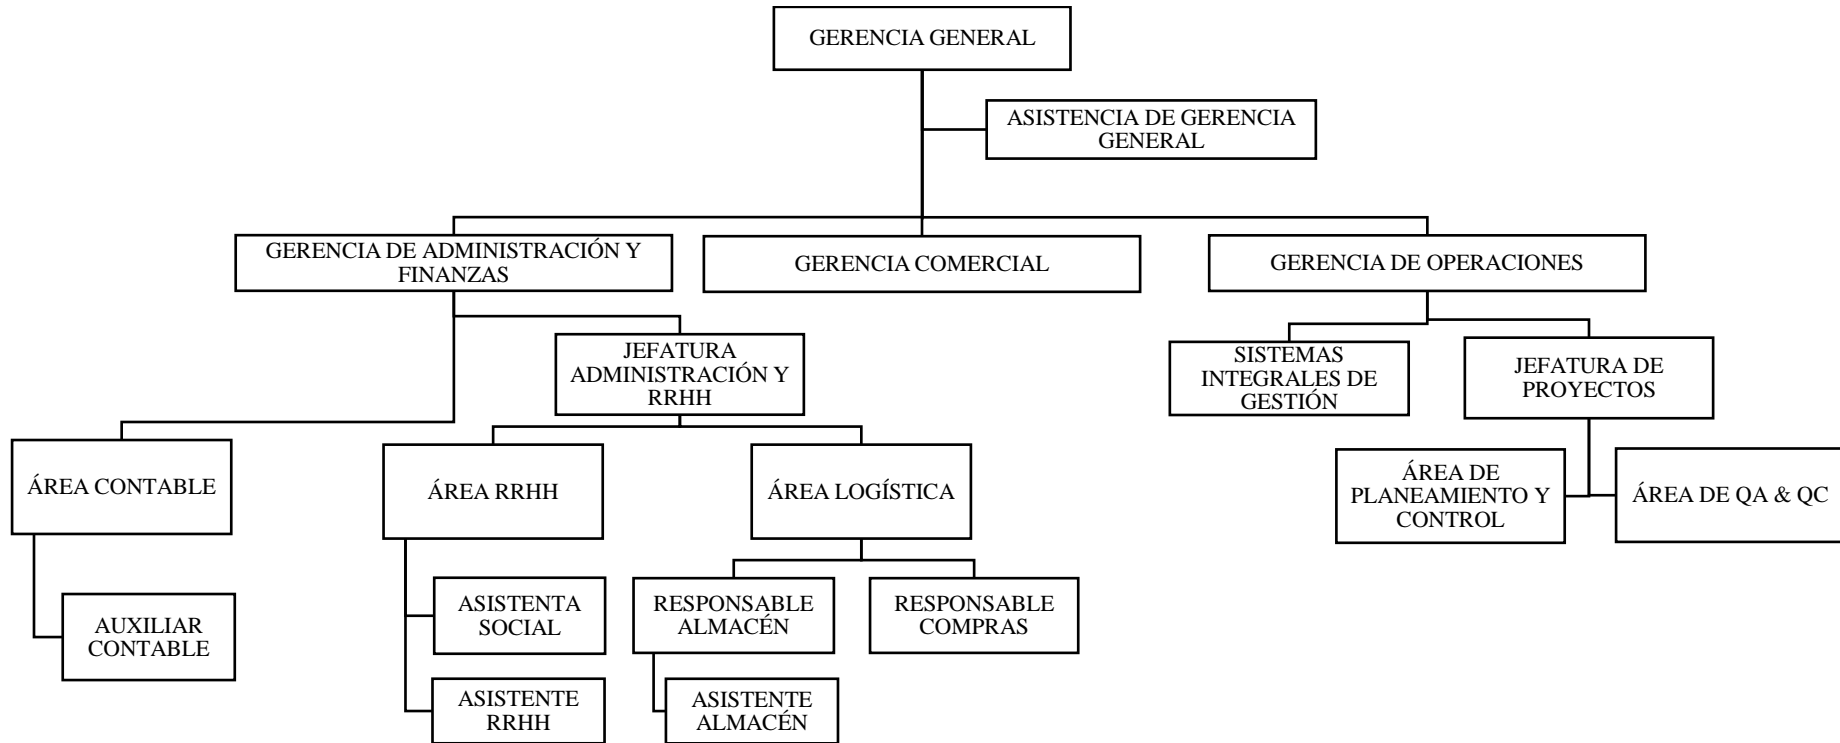 GERENCIA GENERAL
ASISTENCIA DE GERENCIA
GENERAL
GERENCIA DE ADMINISTRACIÓN Y
FINANZAS
GERENCIA COMERCIAL
GERENCIA DE OPERACIONES
JEFATURA
ADMINISTRACIÓN Y
RRHH
SISTEMAS
INTEGRALES DE
GESTIÓN
JEFATURA DE
PROYECTOS
ÁREA CONTABLE
ÁREA RRHH
ÁREA LOGÍSTICA
ÁREA DE
PLANEAMIENTO Y
CONTROL
ÁREA DE QA & QC
AUXILIAR
CONTABLE
ASISTENTA
SOCIAL
RESPONSABLE
ALMACÉN
RESPONSABLE
COMPRAS
ASISTENTE
RRHH
ASISTENTE
ALMACÉN